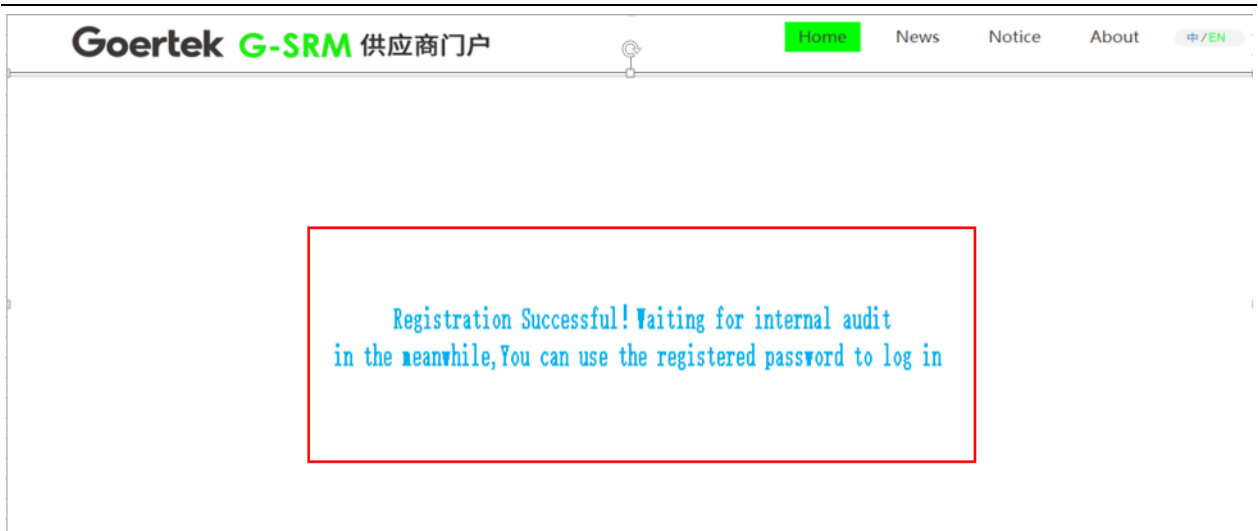 Goertek G-SRM 供应商门户 Home News Notice About 中/EN
Registration Successful! Waiting for internal audit
in the meanwhile,You can use the registered password to log in